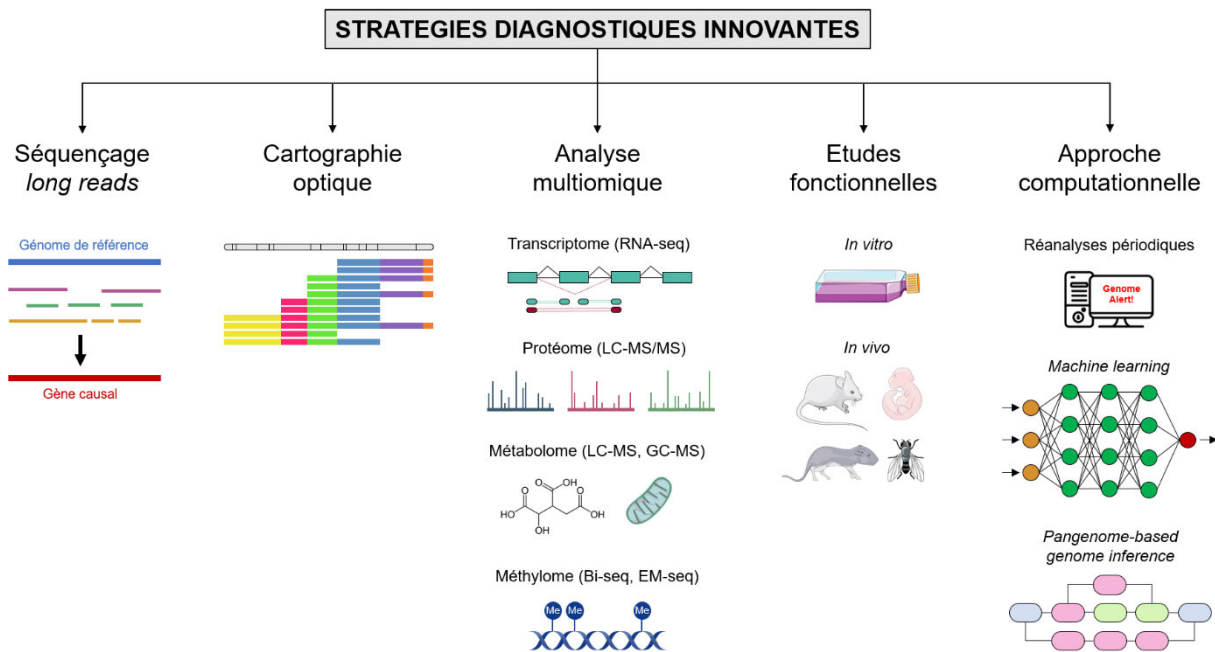 STRATEGIES DIAGNOSTIQUES INNOVANTES
Séquençage
long reads
Génome de référence
Gène causal
Cartographie
optique
Analyse
multiomique
Transcriptome (RNA-seq)
Protéome (LC-MS/MS)
Métabolome (LC-MS, GC-MS)
O
OH
O
O
HO
OH
OH
Méthylome (Bi-seq, EM-seq)
Me
Me
Me
Etudes
fonctionnelles
In vitro
In vivo
Approche
computationnelle
Réanalyses périodiques
Genome
Alert!
Machine learning
Pangenome-based
genome inference